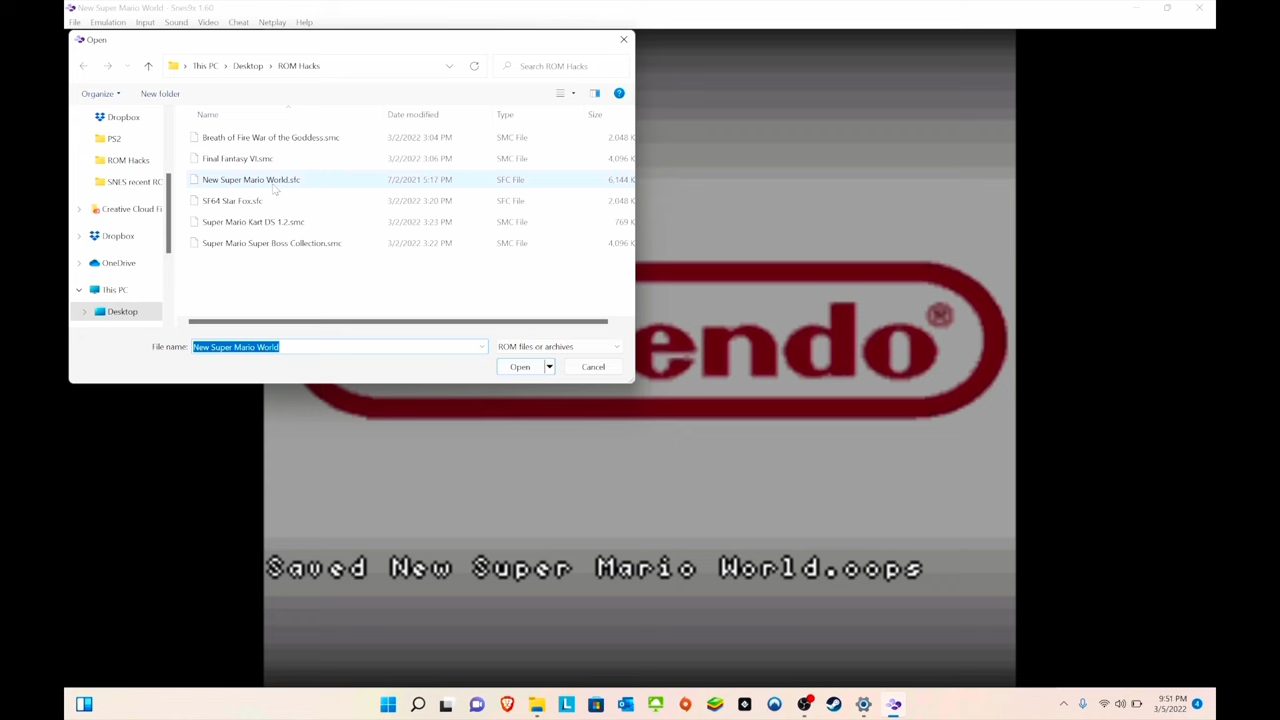 New Super Mario World - Snes9x 1.60
File Emulation Input Sound Video Cheat Netplay Help
Open
This PC > Desktop > ROM Hacks
Search ROM Hacks
Organize New folder
Name Date modified Type Size
Breath of Fire War of the Goddess.smc 3/2/2022 3:04 PM SMC File 2,048 K
Final Fantasy VI.smc 3/2/2022 3:06 PM SMC File 4,096 K
New Super Mario World.sfc 7/2/2021 5:17 PM SFC File 6,144 K
SF64 Star Fox.sfc 3/2/2022 3:20 PM SFC File 2,048 K
Super Mario Kart DS 1.2.smc 3/2/2022 3:23 PM SMC File 769 K
Super Mario Super Boss Collection.smc 3/2/2022 3:22 PM SMC File 4,096 K
Dropbox
PS2
ROM Hacks
SNES recent RC
Creative Cloud Fi
Dropbox
OneDrive
This PC
Desktop
File name: New Super Mario World ROM files or archives
Open Cancel
endo®
Saved New Super Mario World.oops
9:51 PM
3/5/2022
4